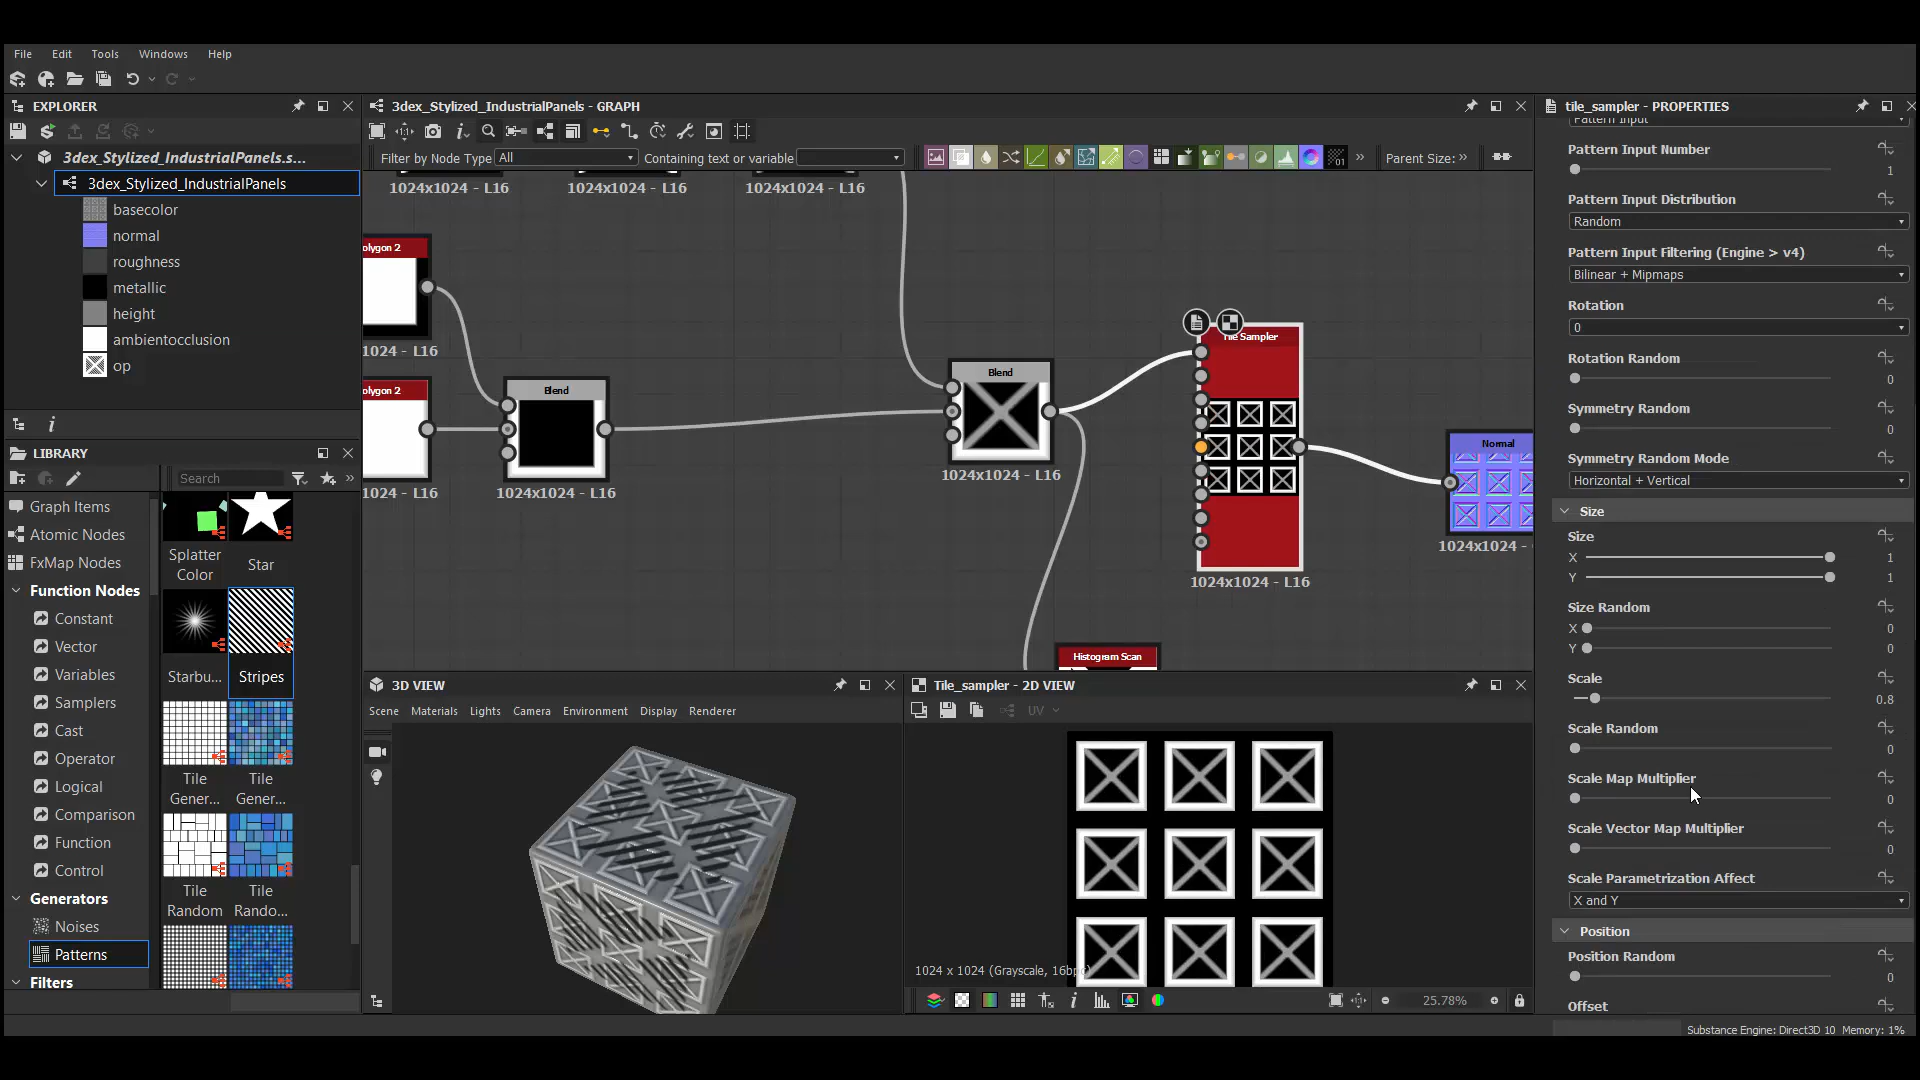 File Edit Tools Windows Help
EXPLORER
3dex_Stylized_IndustrialPanels.s...
3dex_Stylized_IndustrialPanels
basecolor
normal
roughness
metallic
height
ambientocclusion
op
LIBRARY
Search
Graph Items
Atomic Nodes
FxMap Nodes
Function Nodes
Constant
Vector
Variables
Samplers
Cast
Operator
Logical
Comparison
Function
Control
Generators
Noises
Patterns
Filters
Splatter Color
Star
Starbu...
Stripes
Tile Gener...
Tile Gener...
Tile Random
Tile Rando...
3dex_Stylized_IndustrialPanels - GRAPH
Filter by Node Type All Containing text or variable
Parent Size:
1024x1024 - L16
1024x1024 - L16
1024x1024 - L16
olygon 2
1024 - L16
olygon 2
1024 - L16
Blend
1024x1024 - L16
Blend
1024x1024 - L16
Tile Sampler
1024x1024 - L16
Normal
1024x1024 -
Histogram Scan
3D VIEW
Scene Materials Lights Camera Environment Display Renderer
Tile_sampler - 2D VIEW
UV
1024 x 1024 (Grayscale, 16bpc)
25.78%
tile_sampler - PROPERTIES
Pattern Input
Pattern Input Number
1
Pattern Input Distribution
Random
Pattern Input Filtering (Engine > v4)
Bilinear + Mipmaps
Rotation
0
Rotation Random
0
Symmetry Random
0
Symmetry Random Mode
Horizontal + Vertical
Size
Size
X 1
Y 1
Size Random
X 0
Y 0
Scale
0.8
Scale Random
0
Scale Map Multiplier
0
Scale Vector Map Multiplier
0
Scale Parametrization Affect
X and Y
Position
Position Random
0
Offset
Substance Engine: Direct3D 10 Memory: 1%